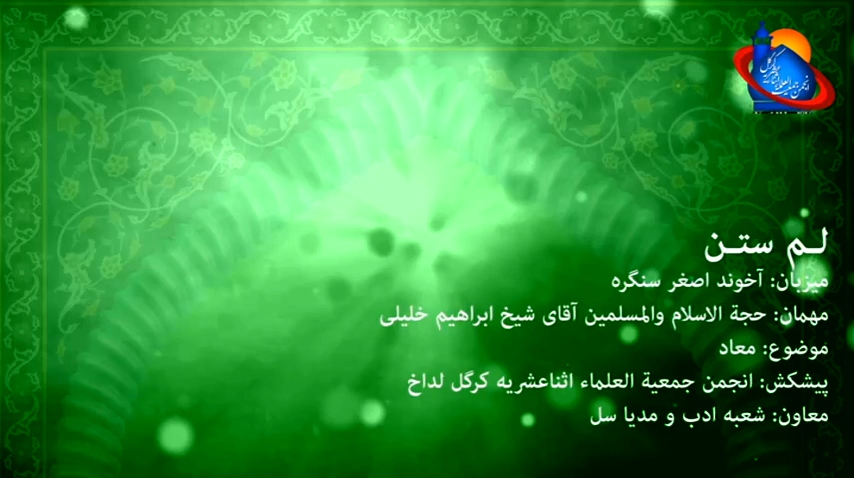 لـم ستـن
میزبان: آخوند اصغر سنگره
مهمان: حجة الاسلام والمسلمین آقای شیخ ابراهیم خلیلی
موضوع: معاد
پیشکش: انجمن جمعیة العلماء اثناعشریه کرگل لداخ
معاون: شعبه ادب و مدیا سل